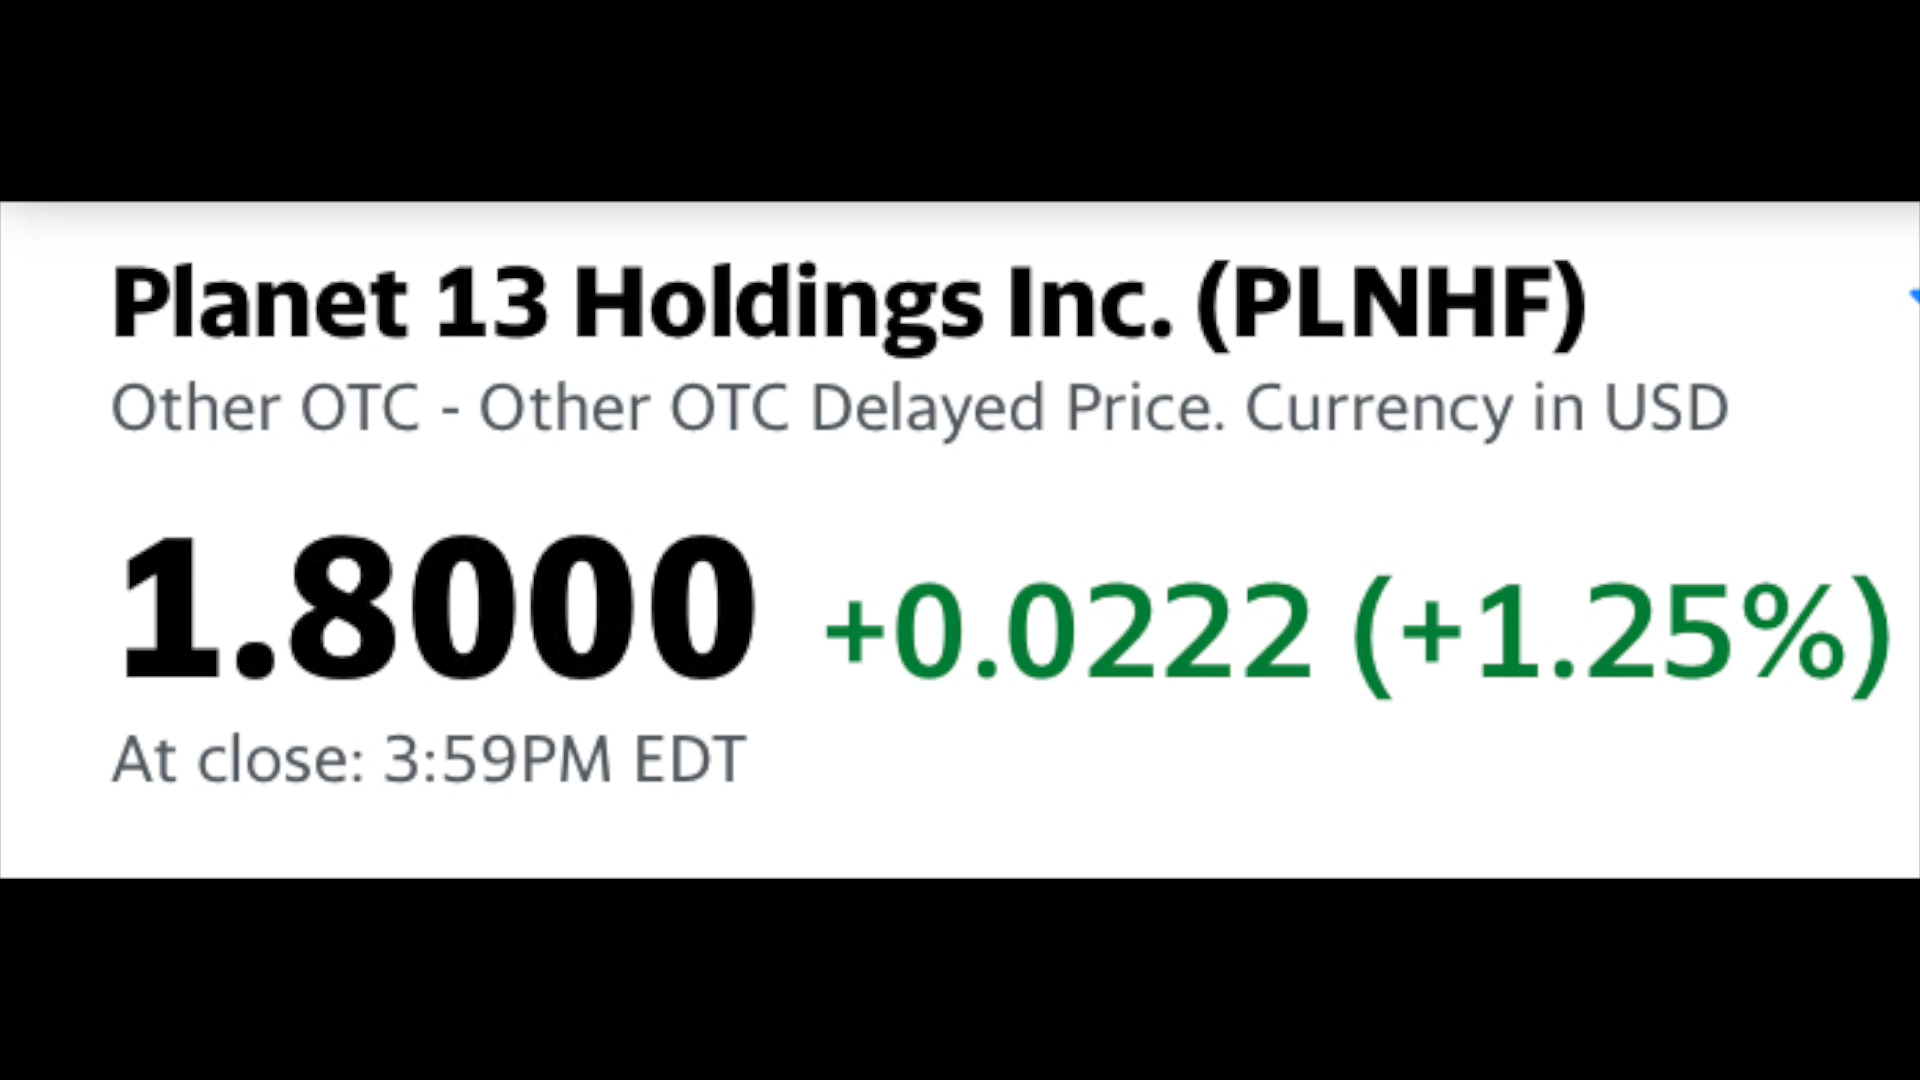 Planet 13 Holdings Inc. (PLNHF)
Other OTC - Other OTC Delayed Price. Currency in USD
1.8000 +0.0222 (+1.25%)
At close: 3:59PM EDT